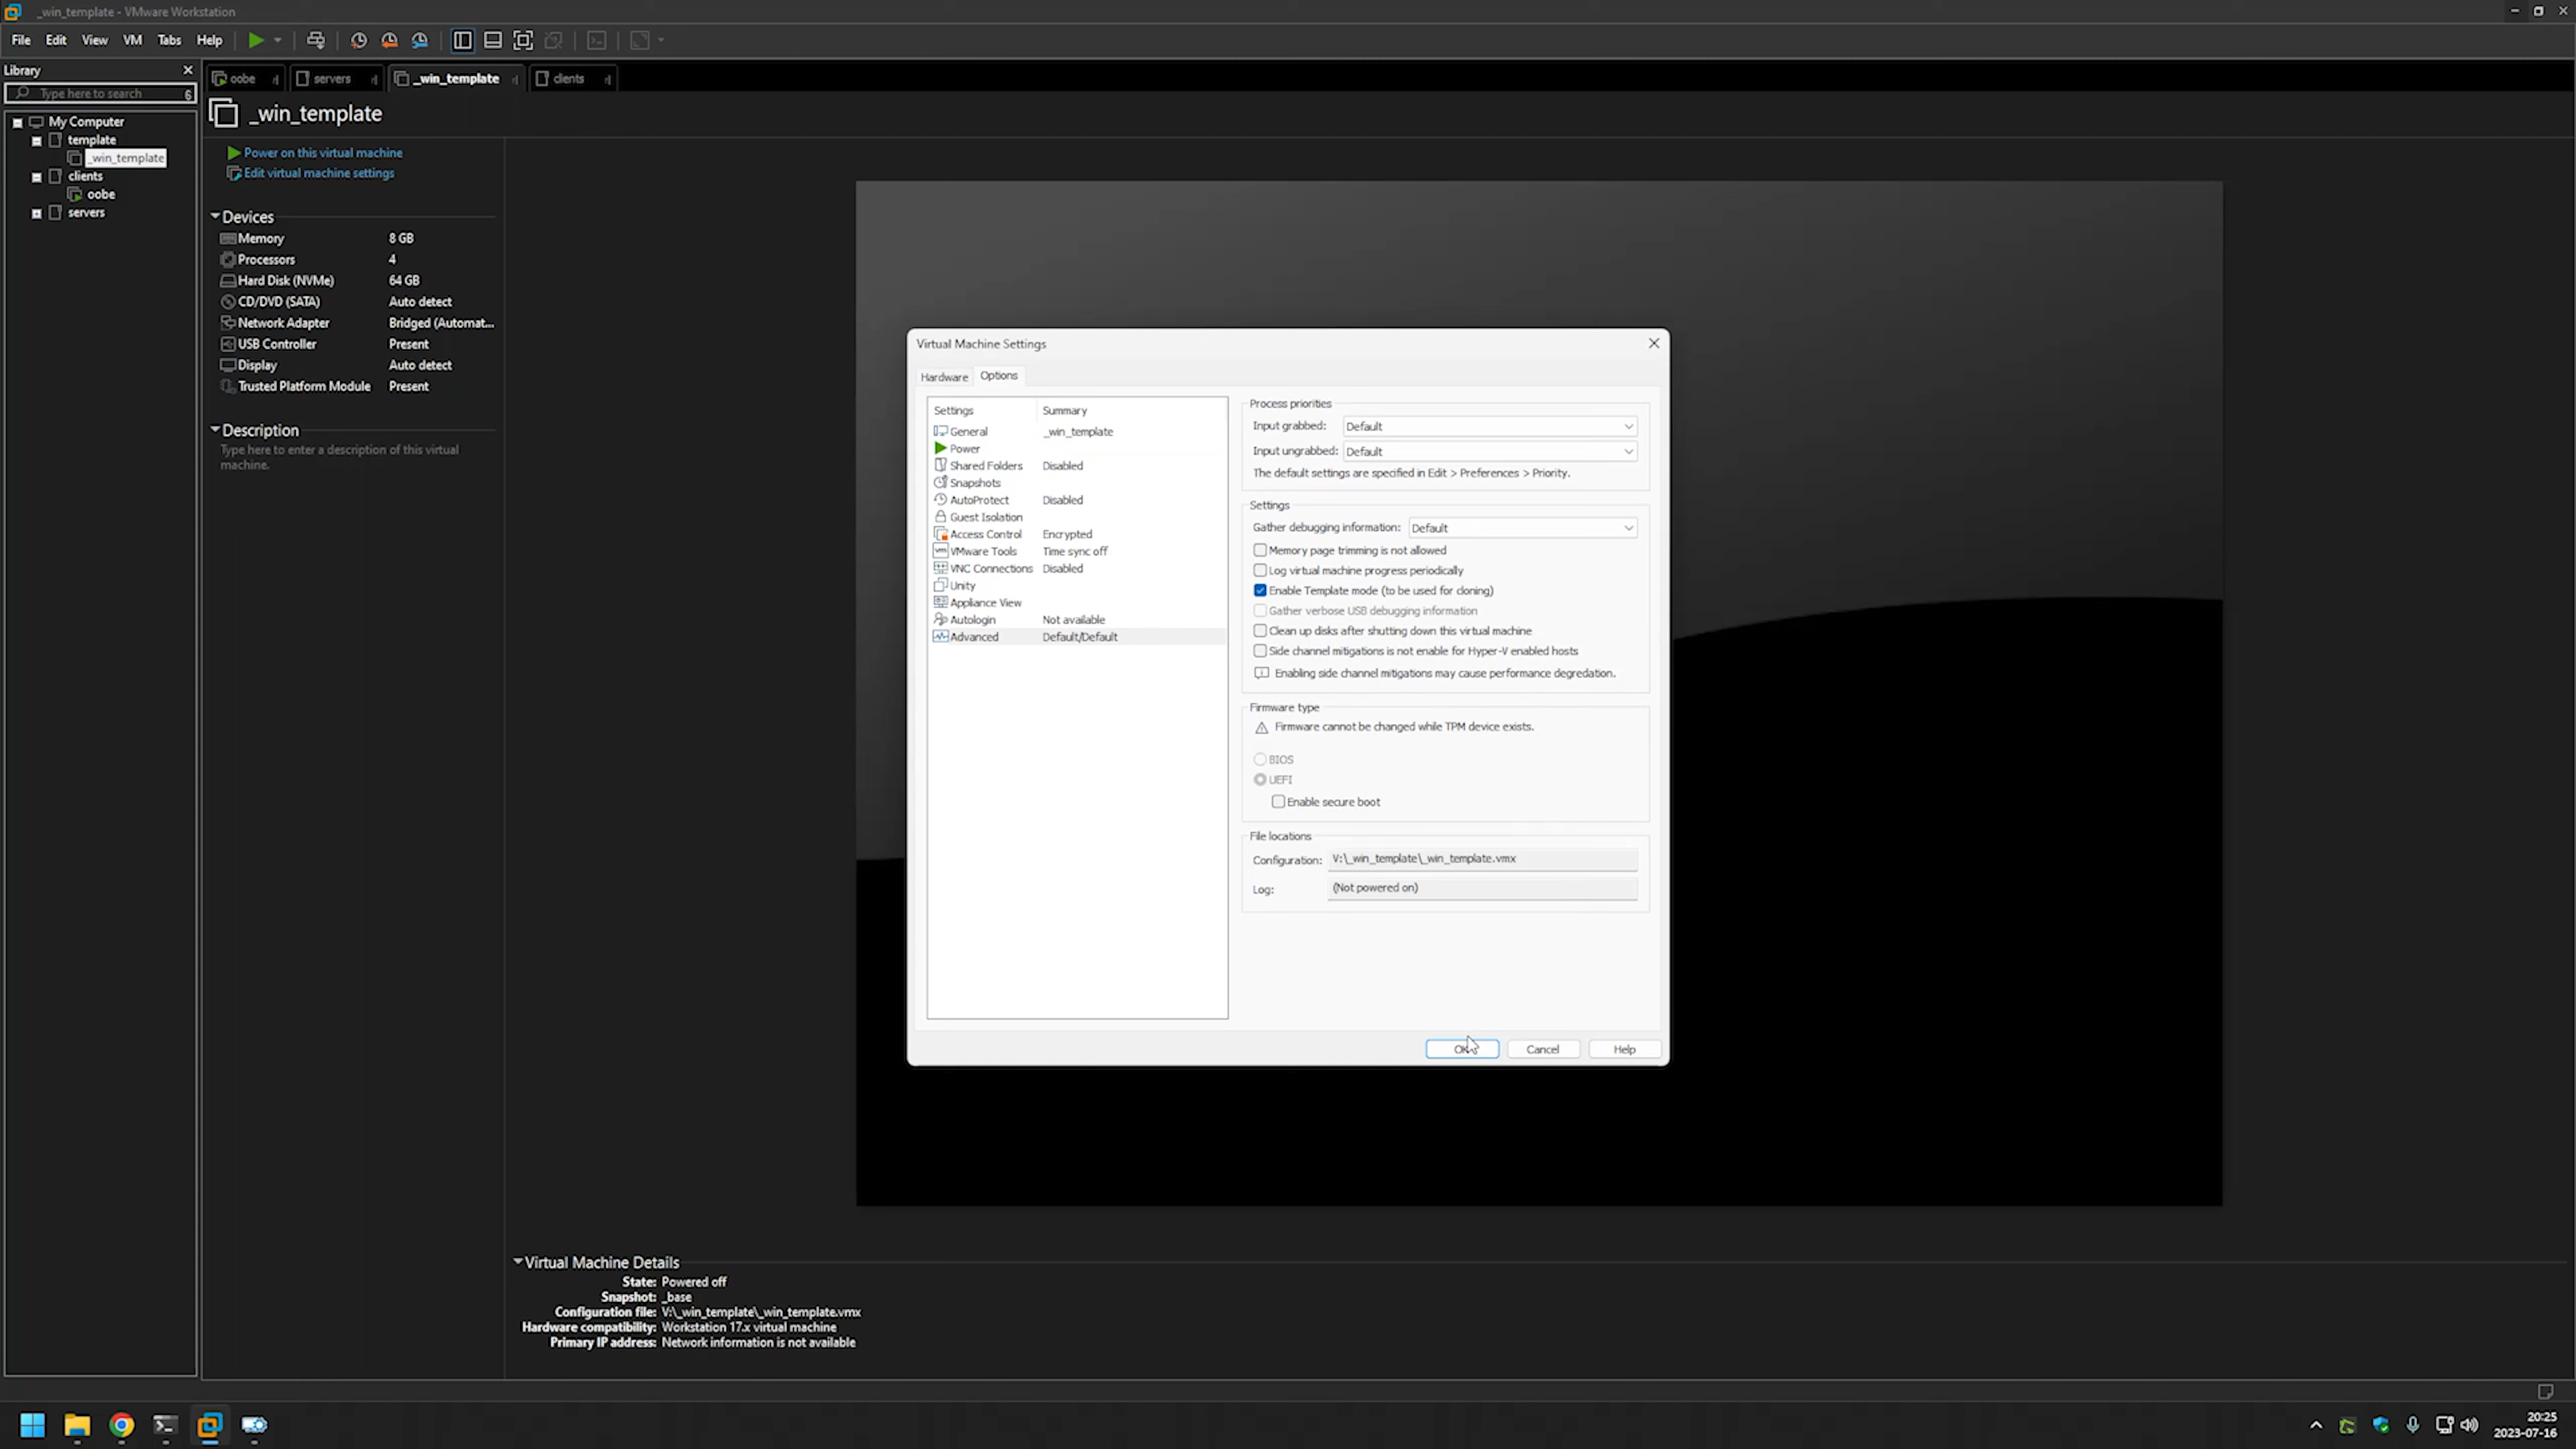 _win_template - VMware Workstation
File Edit View VM Tabs Help
Library
Type here to search
My Computer
template
_win_template
clients
oobe
servers
oobe
servers
_win_template
clients
_win_template
Power on this virtual machine
Edit virtual machine settings
Devices
Memory 8 GB
Processors 4
Hard Disk (NVMe) 64 GB
CD/DVD (SATA) Auto detect
Network Adapter Bridged (Automat...
USB Controller Present
Display Auto detect
Trusted Platform Module Present
Description
Type here to enter a description of this virtual
machine.
Virtual Machine Settings
Hardware Options
Settings Summary
General _win_template
Power
Shared Folders Disabled
Snapshots
AutoProtect Disabled
Guest Isolation
Access Control Encrypted
VMware Tools Time sync off
VNC Connections Disabled
Unity
Appliance View
Autologin Not available
Advanced Default/Default
Process priorities
Input grabbed: Default
Input ungrabbed: Default
The default settings are specified in Edit > Preferences > Priority.
Settings
Gather debugging information: Default
Memory page trimming is not allowed
Log virtual machine progress periodically
Enable Template mode (to be used for cloning)
Gather verbose USB debugging information
Clean up disks after shutting down this virtual machine
Side channel mitigations is not enable for Hyper-V enabled hosts
Enabling side channel mitigations may cause performance degredation.
Firmware type
Firmware cannot be changed while TPM device exists.
BIOS
UEFI
Enable secure boot
File locations
Configuration: V:\_win_template\_win_template.vmx
Log: (Not powered on)
OK Cancel Help
Virtual Machine Details
State: Powered off
Snapshot: _base
Configuration file: V:\_win_template\_win_template.vmx
Hardware compatibility: Workstation 17.x virtual machine
Primary IP address: Network information is not available
20:25
2023-07-16